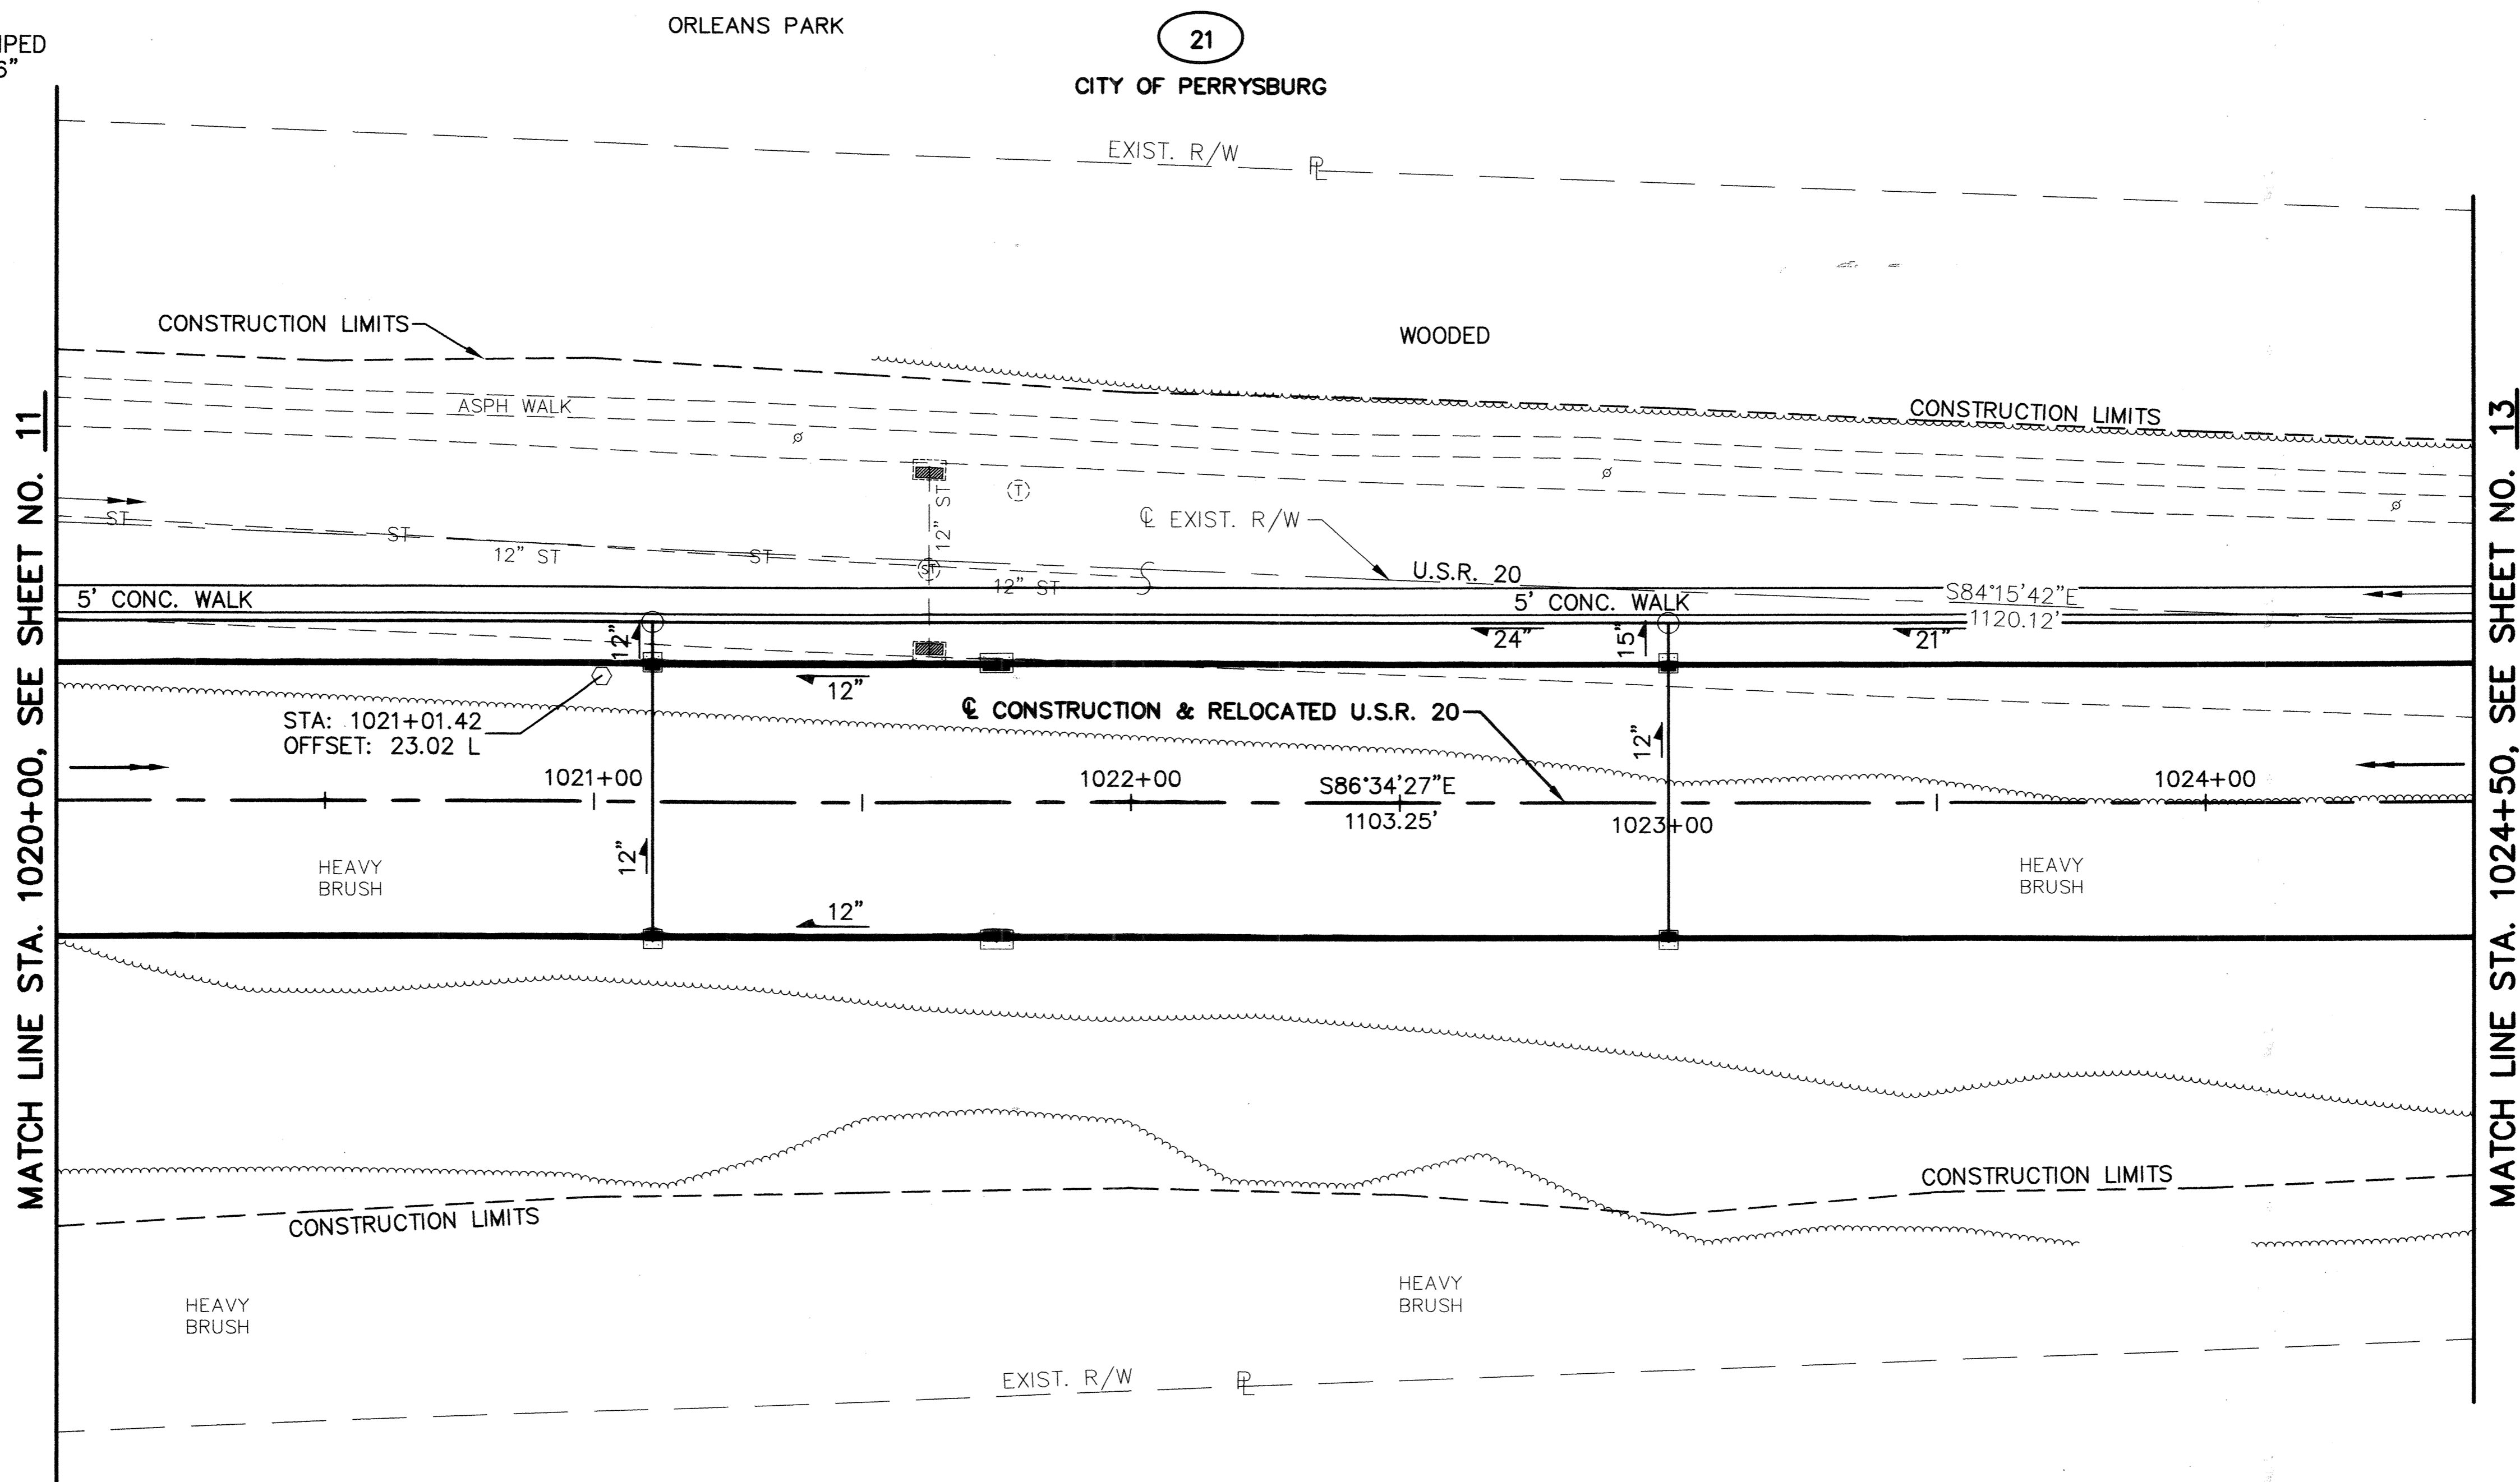 ORLEANS PARK
21
CITY OF PERRYSBURG
6"
EXIST. R/W
PL
CONSTRUCTION LIMITS
WOODED
ASPH WALK
CONSTRUCTION LIMITS
MATCH LINE STA. 1020+00, SEE SHEET NO. 11
MATCH LINE STA. 1024+50, SEE SHEET NO. 13
T
12" ST
CL EXIST. R/W
ST
ST
12" ST
ST
ST
12" ST
U.S.R. 20
S84°15'42"E
1120.12'
5' CONC. WALK
5' CONC. WALK
12"
24"
15"
21"
12"
STA: 1021+01.42
OFFSET: 23.02 L
CL CONSTRUCTION & RELOCATED U.S.R. 20
12"
1021+00
1022+00
S86°34'27"E
1103.25'
1023+00
1024+00
12"
HEAVY
BRUSH
HEAVY
BRUSH
12"
CONSTRUCTION LIMITS
CONSTRUCTION LIMITS
HEAVY
BRUSH
HEAVY
BRUSH
EXIST. R/W
PL